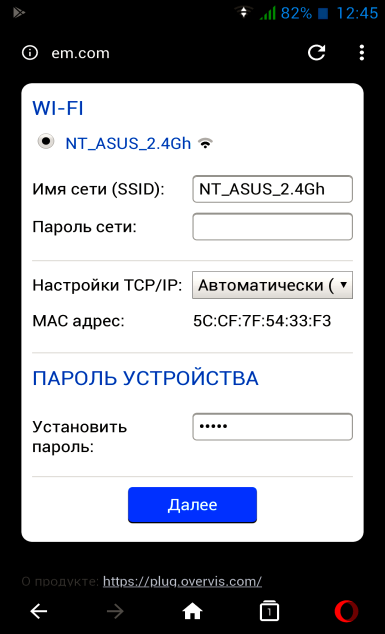 82% 12:45
em.com
WI-FI
NT_ASUS_2.4Gh
Имя сети (SSID): NT_ASUS_2.4Gh
Пароль сети:
Настройки TCP/IP: Автоматически (
MAC адрес: 5C:CF:7F:54:33:F3
ПАРОЛЬ УСТРОЙСТВА
Установить
пароль: •••••
Далее
О продукте: https://plug.overvis.com/
1